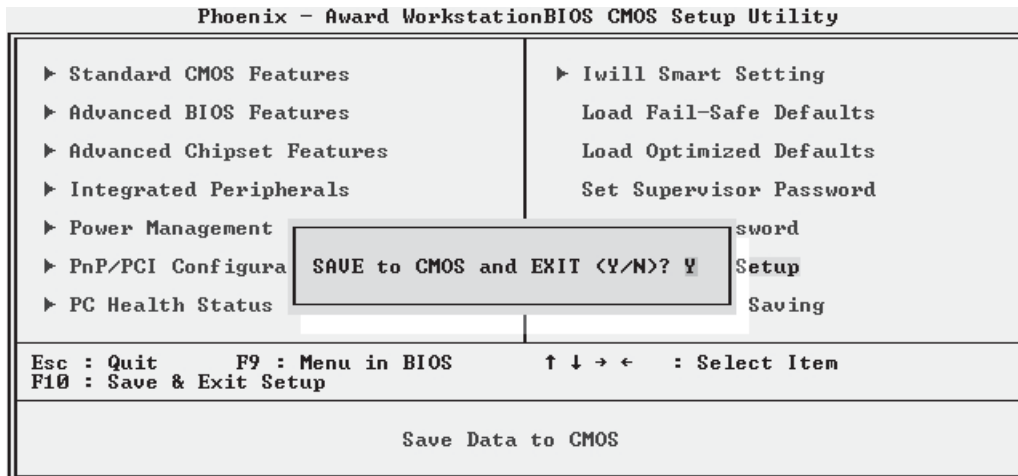 Phoenix - Award WorkstationBIOS CMOS Setup Utility
▶ Standard CMOS Features
▶ Advanced BIOS Features
▶ Advanced Chipset Features
▶ Integrated Peripherals
▶ Power Management
▶ PnP/PCI Configura
▶ PC Health Status
▶ Iwill Smart Setting
Load Fail-Safe Defaults
Load Optimized Defaults
Set Supervisor Password
sword
Setup
Saving
SAVE to CMOS and EXIT (Y/N)? Y
Esc : Quit F9 : Menu in BIOS ↑ ↓ → ← : Select Item
F10 : Save & Exit Setup
Save Data to CMOS